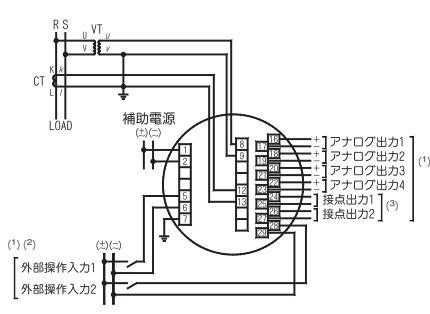 R S
VT
U u
V v
K k
CT
L l
LOAD
補助電源
(±)(−)
1
2
5
6
7
8
9
12
13
16
17
18
19
20
21
22
23
24
25
26
27
28
29
+ アナログ出力1
−
+ アナログ出力2
−
+ アナログ出力3
−
+ アナログ出力4
−
(1)
接点出力1
接点出力2
(3)
(1) (2)
(±)(−)
外部操作入力1
外部操作入力2